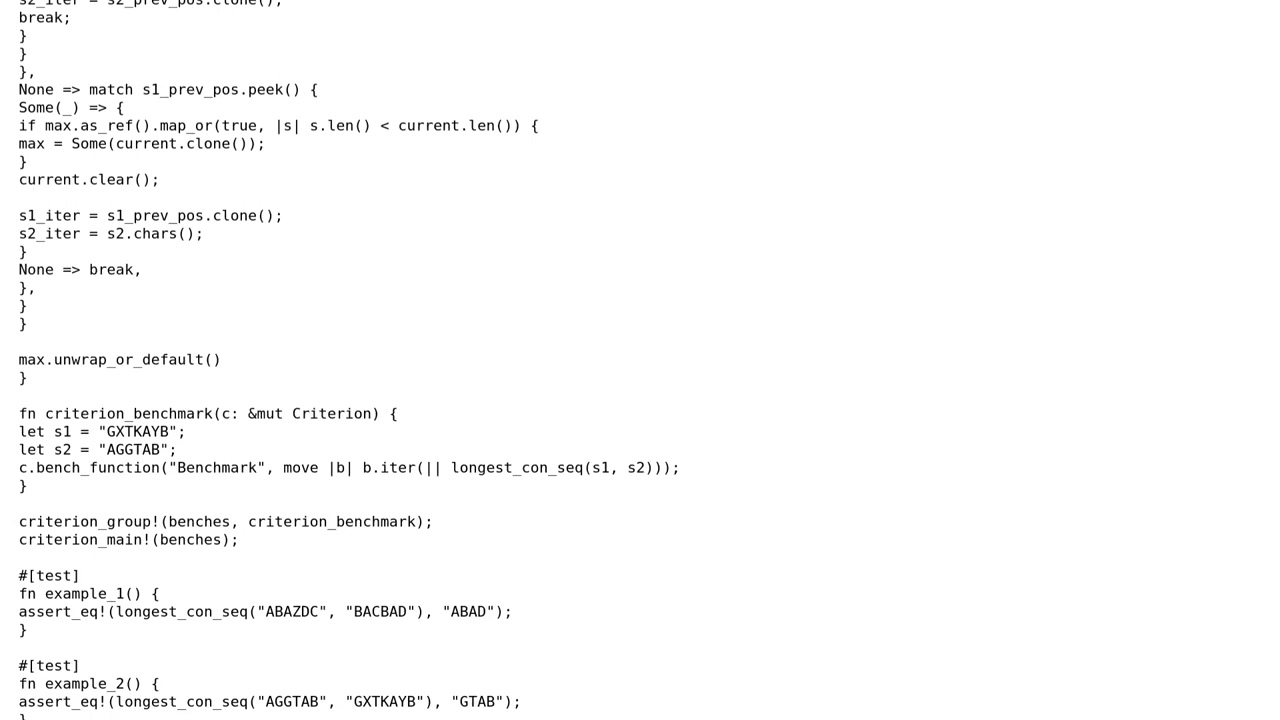 s2_iter = s2_prev_pos.clone();
break;
}
}
},
None => match s1_prev_pos.peek() {
Some(_) => {
if max.as_ref().map_or(true, |s| s.len() < current.len()) {
max = Some(current.clone());
}
current.clear();
s1_iter = s1_prev_pos.clone();
s2_iter = s2.chars();
}
None => break,
},
}
}
max.unwrap_or_default()
}
fn criterion_benchmark(c: &mut Criterion) {
let s1 = "GXTKAYB";
let s2 = "AGGTAB";
c.bench_function("Benchmark", move |b| b.iter(|| longest_con_seq(s1, s2)));
}
criterion_group!(benches, criterion_benchmark);
criterion_main!(benches);
#[test]
fn example_1() {
assert_eq!(longest_con_seq("ABAZDC", "BACBAD"), "ABAD");
}
#[test]
fn example_2() {
assert_eq!(longest_con_seq("AGGTAB", "GXTKAYB"), "GTAB");
}